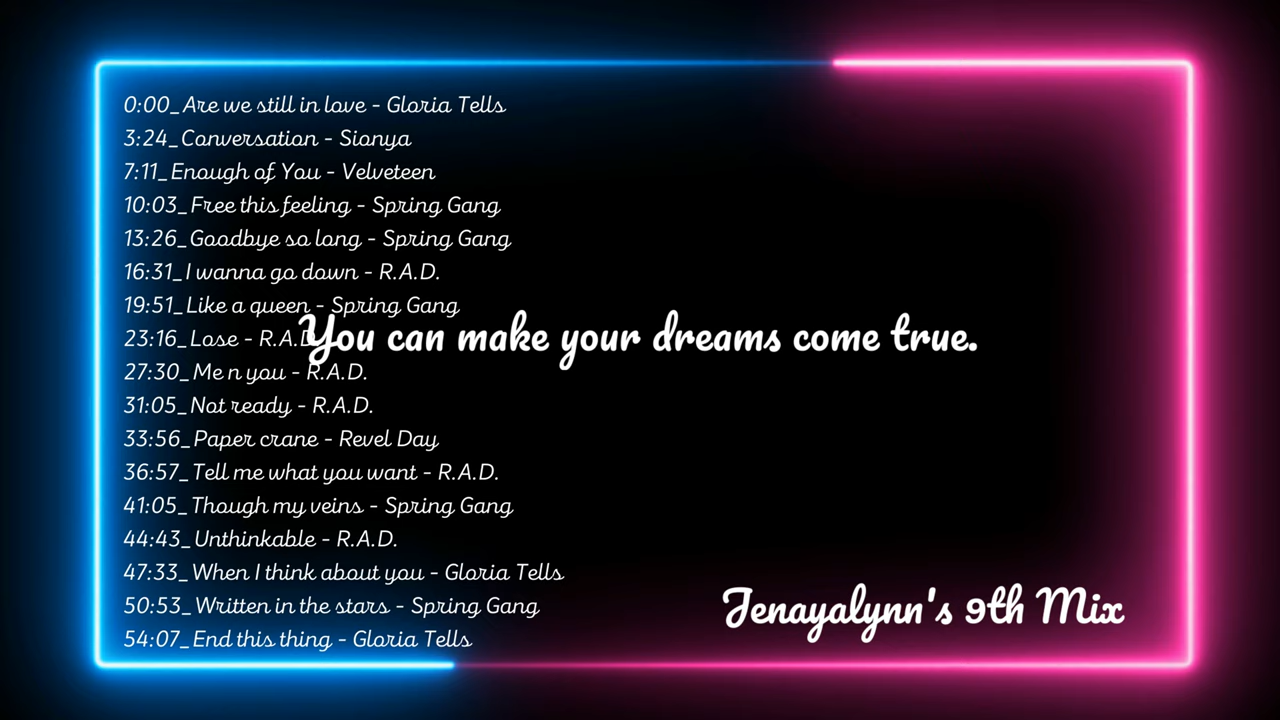 0:00_Are we still in love - Gloria Tells
3:24_Conversation - Sionya
7:11_Enough of You - Velveteen
10:03_Free this feeling - Spring Gang
13:26_Goodbye so long - Spring Gang
16:31_I wanna go down - R.A.D.
19:51_Like a queen - Spring Gang
23:16_Lose - R.A.D
You can make your dreams come true.
27:30_Me n you - R.A.D.
31:05_Not ready - R.A.D.
33:56_Paper crane - Revel Day
36:57_Tell me what you want - R.A.D.
41:05_Though my veins - Spring Gang
44:43_Unthinkable - R.A.D.
47:33_When I think about you - Gloria Tells
50:53_Written in the stars - Spring Gang
54:07_End this thing - Gloria Tells
Jenayalynn's 9th Mix